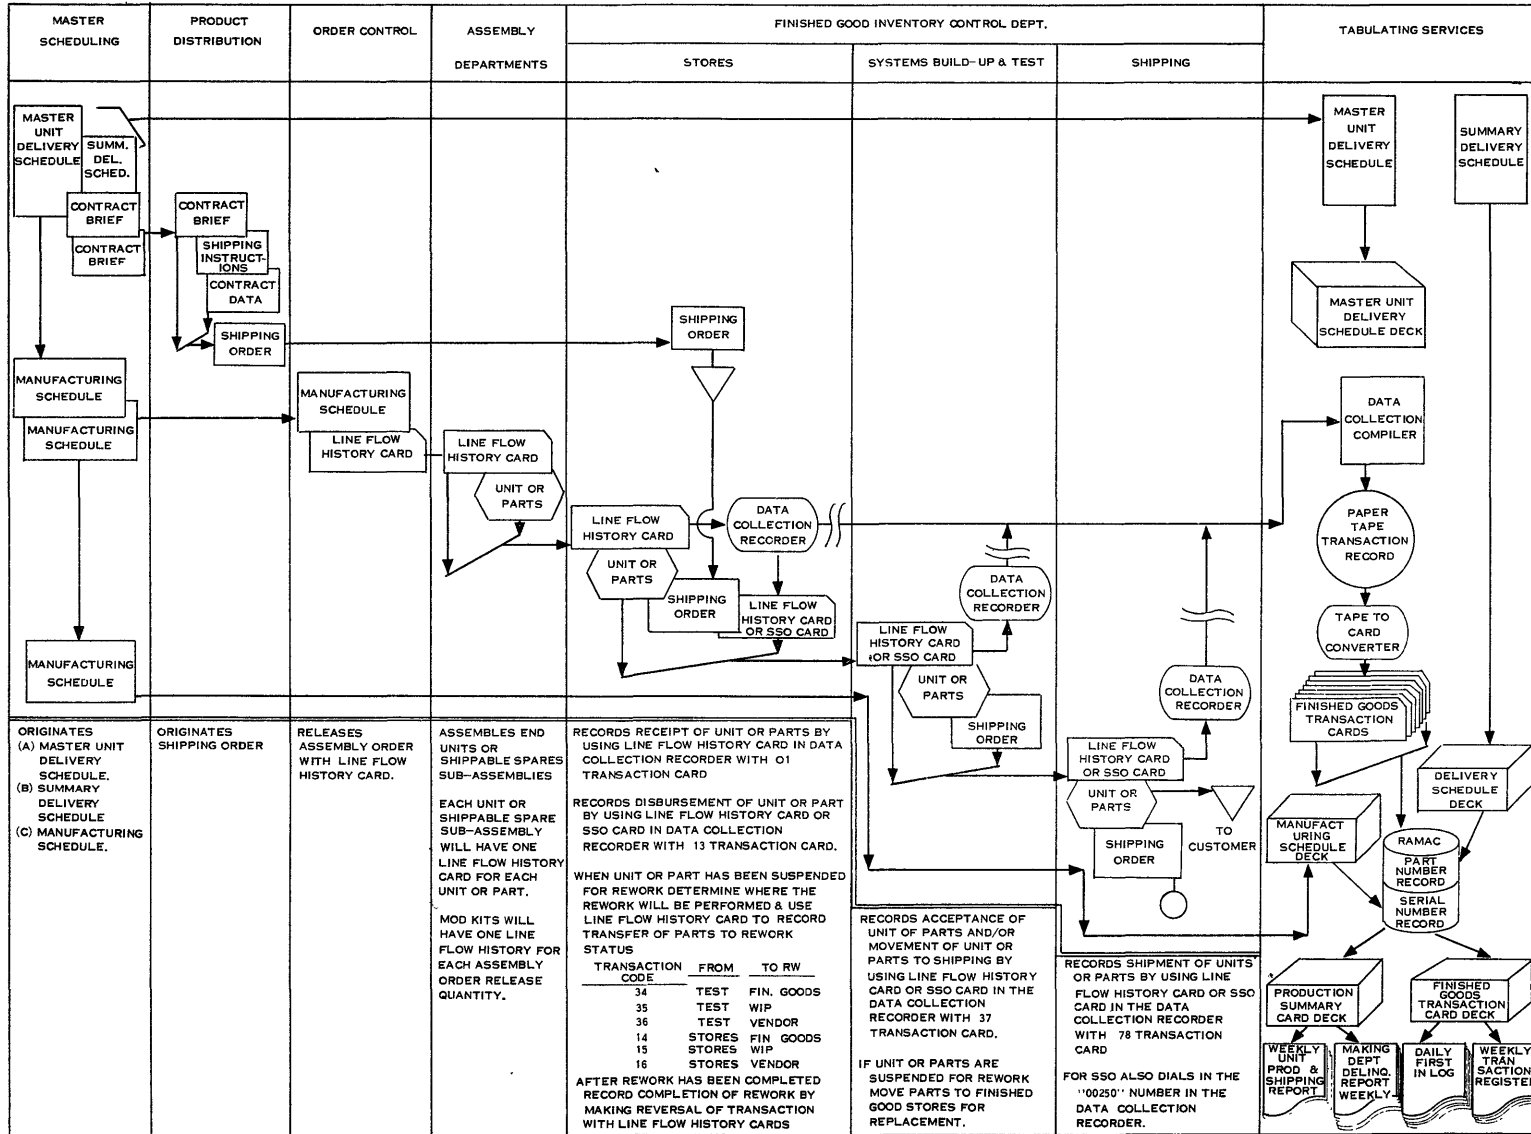 MASTER
SCHEDULING
PRODUCT
DISTRIBUTION
ORDER CONTROL
ASSEMBLY
DEPARTMENTS
FINISHED GOOD INVENTORY CONTROL DEPT.
STORES
SYSTEMS BUILD-UP & TEST
SHIPPING
TABULATING SERVICES
MASTER
UNIT
DELIVERY
SCHEDULE
SUMM.
DEL.
SCHED.
CONTRACT
BRIEF
CONTRACT
BRIEF
MANUFACTURING
SCHEDULE
MANUFACTURING
SCHEDULE
MANUFACTURING
SCHEDULE
CONTRACT
BRIEF
SHIPPING
INSTRUCT-
IONS
CONTRACT
DATA
SHIPPING
ORDER
MANUFACTURING
SCHEDULE
LINE FLOW
HISTORY CARD
LINE FLOW
HISTORY CARD
UNIT OR
PARTS
SHIPPING
ORDER
LINE FLOW
HISTORY CARD
DATA
COLLECTION
RECORDER
UNIT OR
PARTS
SHIPPING
ORDER
LINE FLOW
HISTORY CARD
OR SSO CARD
DATA
COLLECTION
RECORDER
LINE FLOW
HISTORY CARD
OR SSO CARD
UNIT OR
PARTS
SHIPPING
ORDER
DATA
COLLECTION
RECORDER
LINE FLOW
HISTORY CARD
OR SSO CARD
UNIT OR
PARTS
SHIPPING
ORDER
TO
CUSTOMER
MASTER
UNIT
DELIVERY
SCHEDULE
SUMMARY
DELIVERY
SCHEDULE
MASTER UNIT
DELIVERY
SCHEDULE DECK
DATA
COLLECTION
COMPILER
PAPER
TAPE
TRANSACTION
RECORD
TAPE TO
CARD
CONVERTER
FINISHED GOODS
TRANSACTION
CARDS
DELIVERY
SCHEDULE
DECK
MANUFACT
URING
SCHEDULE
DECK
RAMAC
PART
NUMBER
RECORD
SERIAL
NUMBER
RECORD
PRODUCTION
SUMMARY
CARD DECK
FINISHED
GOODS
TRANSACTION
CARD DECK
WEEKLY
UNIT
PROD &
SHIPPING
REPORT
MAKING
DEPT
DELINQ.
REPORT
WEEKLY
DAILY
FIRST
IN LOG
WEEKLY
TRAN
SACTION
REGISTER
ORIGINATES
(A) MASTER UNIT
DELIVERY
SCHEDULE.
(B) SUMMARY
DELIVERY
SCHEDULE
(C) MANUFACTURING
SCHEDULE.
ORIGINATES
SHIPPING ORDER
RELEASES
ASSEMBLY ORDER
WITH LINE FLOW
HISTORY CARD.
ASSEMBLES END
UNITS OR
SHIPPABLE SPARES
SUB-ASSEMBLIES
EACH UNIT OR
SHIPPABLE SPARE
SUB-ASSEMBLY
WILL HAVE ONE
LINE FLOW HISTORY
CARD FOR EACH
UNIT OR PART.
MOD KITS WILL
HAVE ONE LINE
FLOW HISTORY FOR
EACH ASSEMBLY
ORDER RELEASE
QUANTITY.
RECORDS RECEIPT OF UNIT OR PARTS BY
USING LINE FLOW HISTORY CARD IN DATA
COLLECTION RECORDER WITH 01
TRANSACTION CARD
RECORDS DISBURSEMENT OF UNIT OR PART
BY USING LINE FLOW HISTORY CARD OR
SSO CARD IN DATA COLLECTION
RECORDER WITH 13 TRANSACTION CARD.
WHEN UNIT OR PART HAS BEEN SUSPENDED
FOR REWORK DETERMINE WHERE THE
REWORK WILL BE PERFORMED & USE
LINE FLOW HISTORY CARD TO RECORD
TRANSFER OF PARTS TO REWORK
STATUS
TRANSACTION CODE FROM TO RW
34 TEST FIN. GOODS
35 TEST WIP
36 TEST VENDOR
14 STORES FIN GOODS
15 STORES WIP
16 STORES VENDOR
AFTER REWORK HAS BEEN COMPLETED
RECORD COMPLETION OF REWORK BY
MAKING REVERSAL OF TRANSACTION
WITH LINE FLOW HISTORY CARDS
RECORDS ACCEPTANCE OF
UNIT OF PARTS AND/OR
MOVEMENT OF UNIT OR
PARTS TO SHIPPING BY
USING LINE FLOW HISTORY
CARD OR SSO CARD IN THE
DATA COLLECTION
RECORDER WITH 37
TRANSACTION CARD.
IF UNIT OR PARTS ARE
SUSPENDED FOR REWORK
MOVE PARTS TO FINISHED
GOOD STORES FOR
REPLACEMENT.
RECORDS SHIPMENT OF UNITS
OR PARTS BY USING LINE
FLOW HISTORY CARD OR SSO
CARD IN THE DATA
COLLECTION RECORDER
WITH 78 TRANSACTION
CARD
FOR SSO ALSO DIALS IN THE
"00250" NUMBER IN THE
DATA COLLECTION
RECORDER.